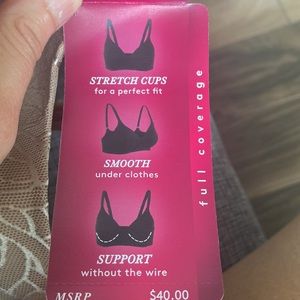 STRETCH CUPS
for a perfect fit
SMOOTH
under clothes
SUPPORT
without the wire
MSRP $40.00
full coverage